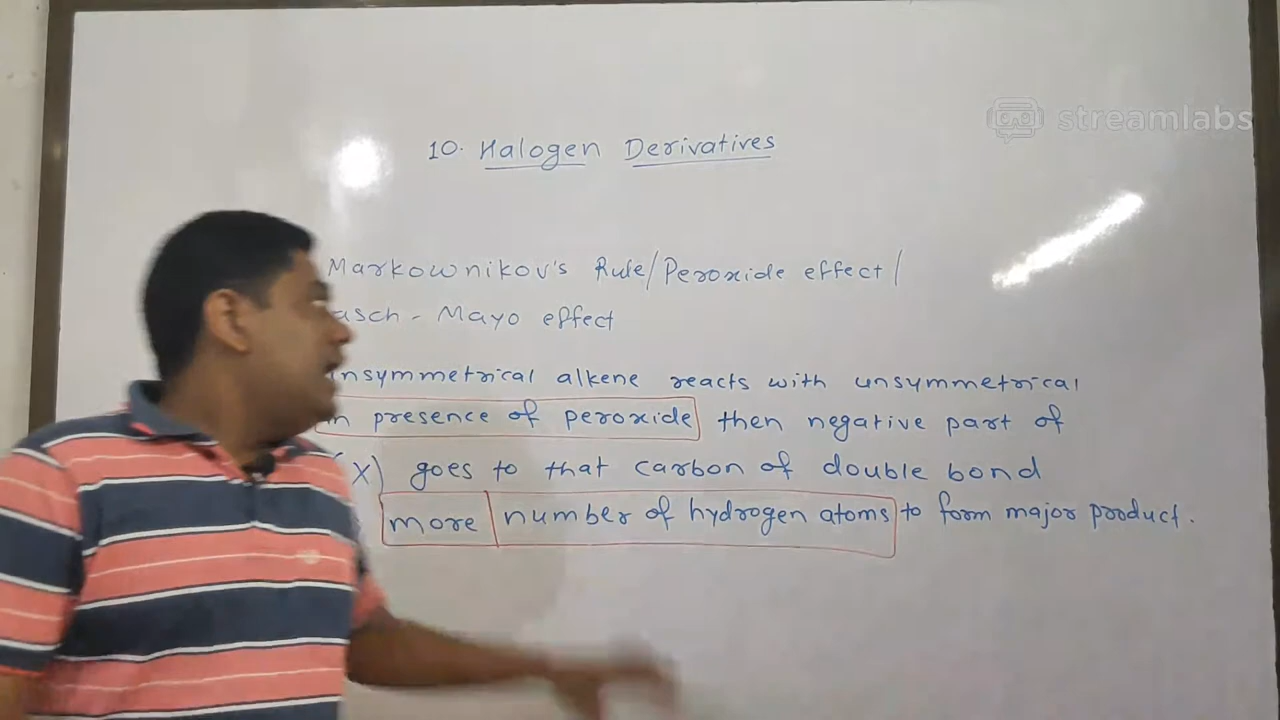 streamlabs
10. Halogen Derivatives
Markownikov's Rule/Peroxide effect/
asch - Mayo effect
nsymmetrical alkene reacts with unsymmetrical
n presence of peroxide then negative part of
(X) goes to that carbon of double bond
more number of hydrogen atoms to form major product.